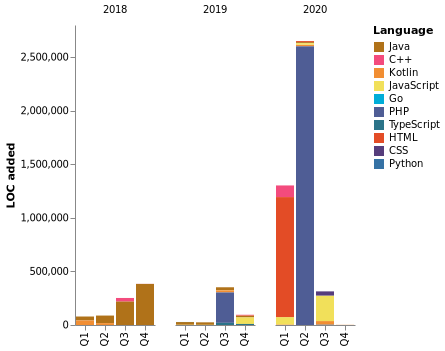 2018 2019 2020
Language
Java
C++
Kotlin
JavaScript
Go
PHP
TypeScript
HTML
CSS
Python
LOC added
2,500,000
2,000,000
1,500,000
1,000,000
500,000
0
Q1 Q2 Q3 Q4 Q1 Q2 Q3 Q4 Q1 Q2 Q3 Q4